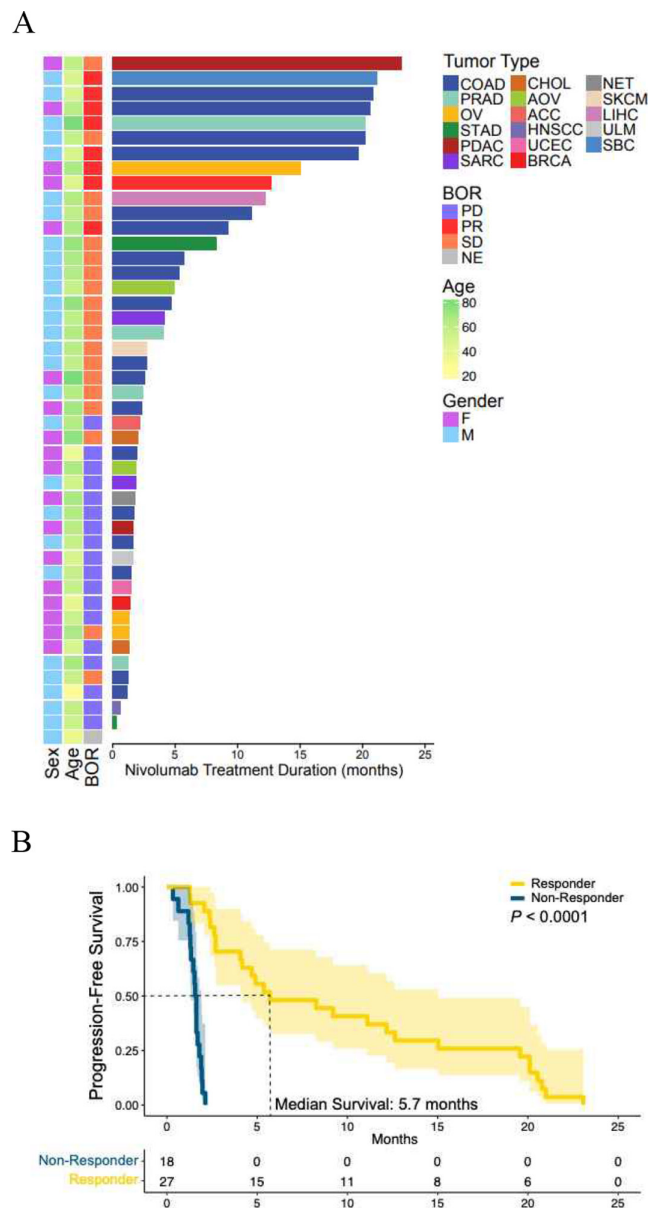 A
Tumor Type
COAD CHOL NET
PRAD AOV SKCM
OV ACC LIHC
STAD HNSCC ULM
PDAC UCEC SBC
SARC BRCA
BOR
PD
PR
SD
NE
Age
80
60
40
20
Gender
F
M
0 5 10 15 20 25
Sex Age BOR
Nivolumab Treatment Duration (months)
B
Progression-Free Survival
1.00
0.75
0.50
0.25
0.00
Responder
Non-Responder
P < 0.0001
Median Survival: 5.7 months
0 5 10 15 20 25
Months
Non-Responder 18 0 0 0 0 0
Responder 27 15 11 8 6 0
0 5 10 15 20 25